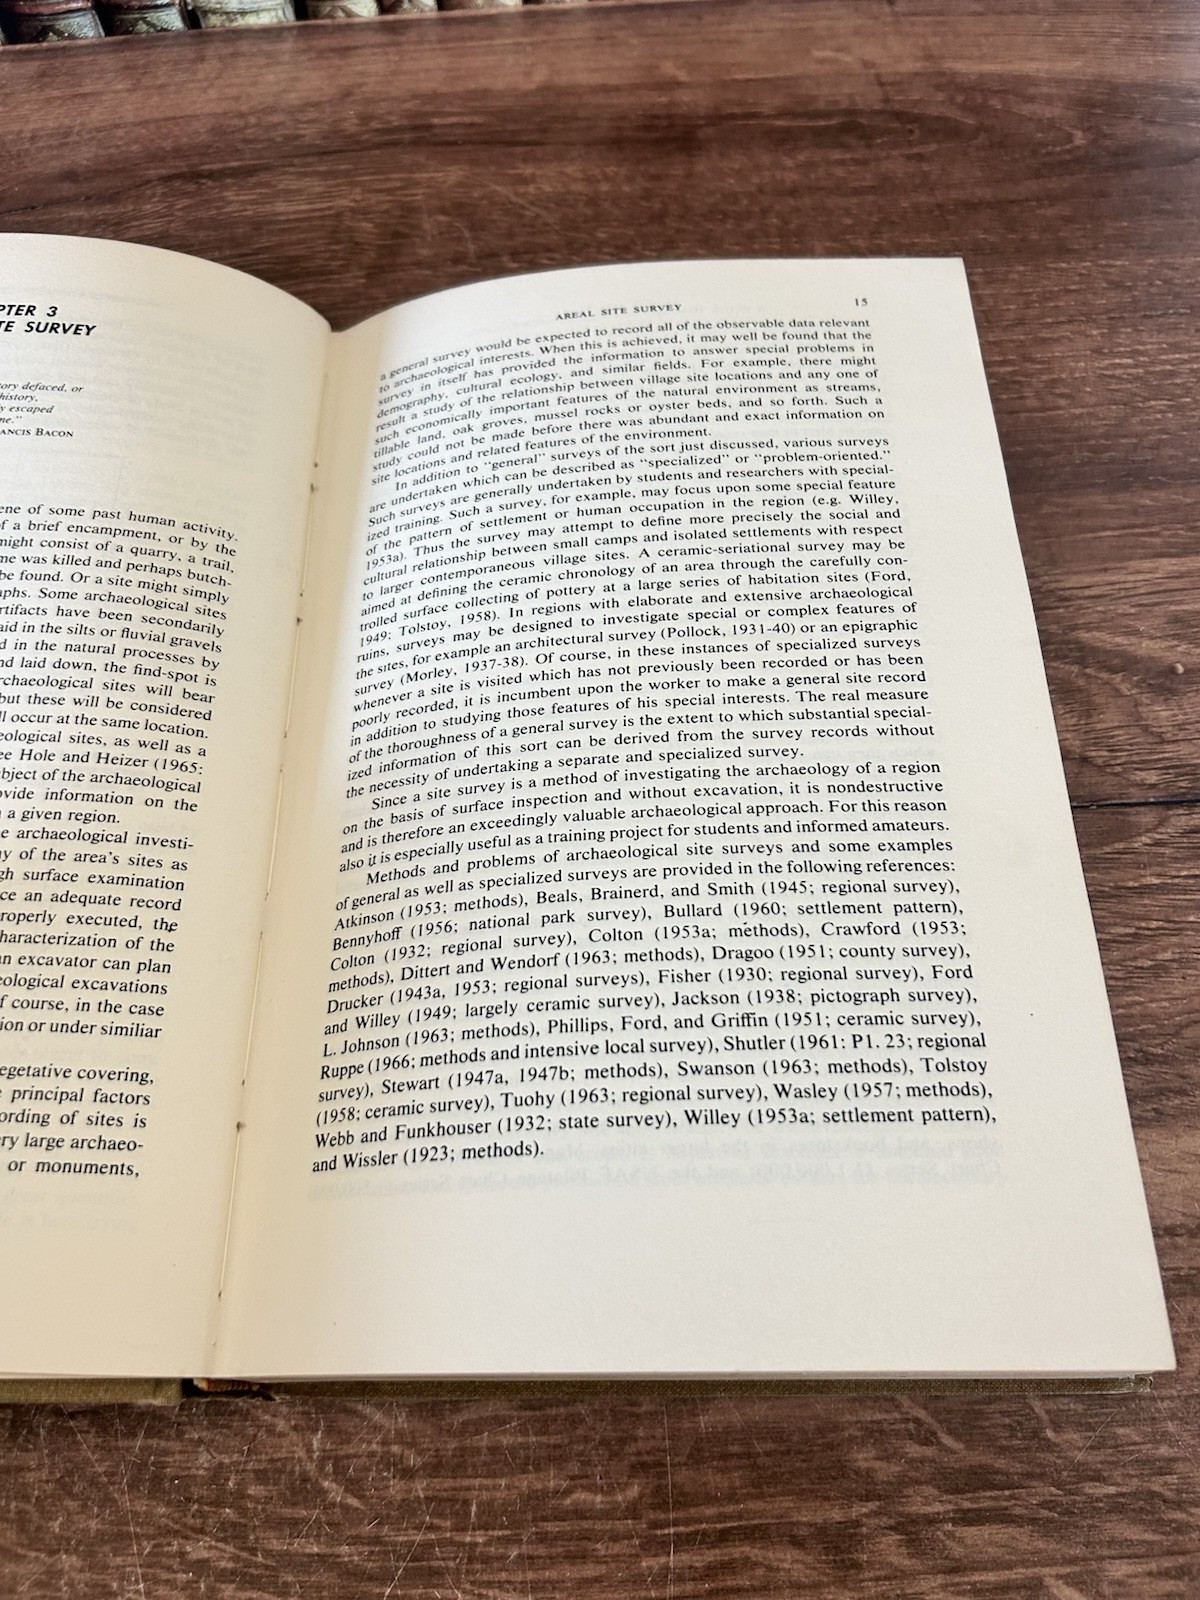 PTER 3
TE SURVEY
ory defaced, or
history,
y escaped
ne."
ANCIS BACON
ene of some past human activity.
of a brief encampment, or by the
might consist of a quarry, a trail,
me was killed and perhaps butch-
be found. Or a site might simply
aphs. Some archaeological sites
rtifacts have been secondarily
aid in the silts or fluvial gravels
d in the natural processes by
nd laid down, the find-spot is
rchaeological sites will bear
but these will be considered
ll occur at the same location.
eological sites, as well as a
ee Hole and Heizer (1965:
bject of the archaeological
ovide information on the
a given region.
e archaeological investi-
y of the area's sites as
gh surface examination
ce an adequate record
roperly executed, the
haracterization of the
an excavator can plan
eological excavations
f course, in the case
ion or under similiar
egetative covering,
principal factors
ording of sites is
ery large archaeo-
or monuments,
AREAL SITE SURVEY 15
a general survey would be expected to record all of the observable data relevant
to archaeological interests. When this is achieved, it may well be found that the
survey in itself has provided the information to answer special problems in
demography, cultural ecology, and similar fields. For example, there might
result a study of the relationship between village site locations and any one of
such economically important features of the natural environment as streams,
tillable land, oak groves, mussel rocks or oyster beds, and so forth. Such a
study could not be made before there was abundant and exact information on
site locations and related features of the environment.
In addition to "general" surveys of the sort just discussed, various surveys
are undertaken which can be described as "specialized" or "problem-oriented."
Such surveys are generally undertaken by students and researchers with special-
ized training. Such a survey, for example, may focus upon some special feature
of the pattern of settlement or human occupation in the region (e.g. Willey,
1953a). Thus the survey may attempt to define more precisely the social and
cultural relationship between small camps and isolated settlements with respect
to larger contemporaneous village sites. A ceramic-seriational survey may be
aimed at defining the ceramic chronology of an area through the carefully con-
trolled surface collecting of pottery at a large series of habitation sites (Ford,
1949; Tolstoy, 1958). In regions with elaborate and extensive archaeological
ruins, surveys may be designed to investigate special or complex features of
the sites, for example an architectural survey (Pollock, 1931-40) or an epigraphic
survey (Morley, 1937-38). Of course, in these instances of specialized surveys
whenever a site is visited which has not previously been recorded or has been
poorly recorded, it is incumbent upon the worker to make a general site record
in addition to studying those features of his special interests. The real measure
of the thoroughness of a general survey is the extent to which substantial special-
ized information of this sort can be derived from the survey records without
the necessity of undertaking a separate and specialized survey.
Since a site survey is a method of investigating the archaeology of a region
on the basis of surface inspection and without excavation, it is nondestructive
and is therefore an exceedingly valuable archaeological approach. For this reason
also it is especially useful as a training project for students and informed amateurs.
Methods and problems of archaeological site surveys and some examples
of general as well as specialized surveys are provided in the following references:
Atkinson (1953; methods), Beals, Brainerd, and Smith (1945; regional survey),
Bennyhoff (1956; national park survey), Bullard (1960; settlement pattern),
Colton (1932; regional survey), Colton (1953a; methods), Crawford (1953;
methods), Dittert and Wendorf (1963; methods), Dragoo (1951; county survey),
Drucker (1943a, 1953; regional surveys), Fisher (1930; regional survey), Ford
and Willey (1949; largely ceramic survey), Jackson (1938; pictograph survey),
L. Johnson (1963; methods), Phillips, Ford, and Griffin (1951; ceramic survey),
Ruppe (1966; methods and intensive local survey), Shutler (1961: P1. 23; regional
survey), Stewart (1947a, 1947b; methods), Swanson (1963; methods), Tolstoy
(1958; ceramic survey), Tuohy (1963; regional survey), Wasley (1957; methods),
Webb and Funkhouser (1932; state survey), Willey (1953a; settlement pattern),
and Wissler (1923; methods).